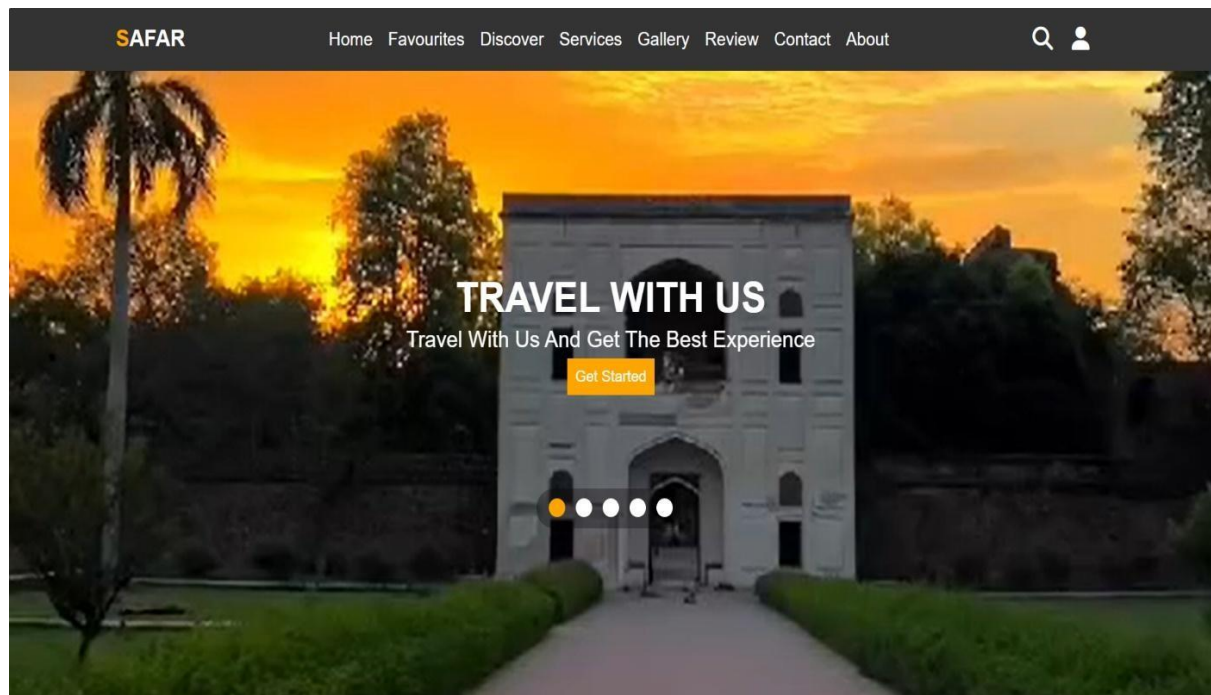 SAFAR
Home Favourites Discover Services Gallery Review Contact About
TRAVEL WITH US
Travel With Us And Get The Best Experience
Get Started